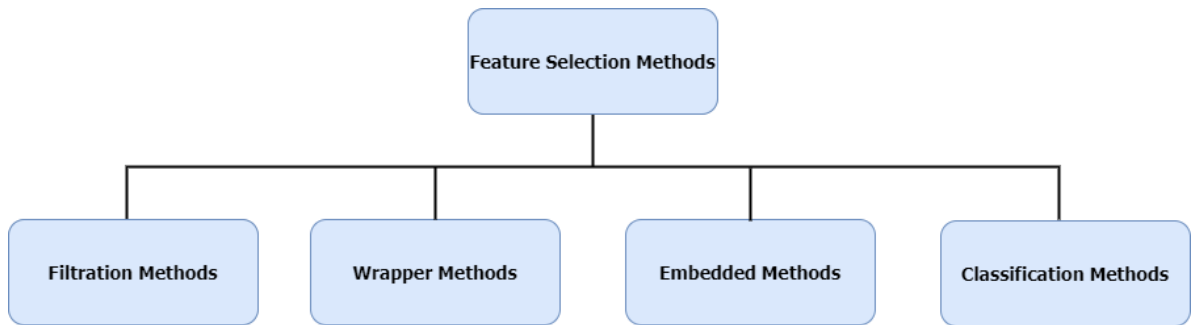 Feature Selection Methods
Filtration Methods
Wrapper Methods
Embedded Methods
Classification Methods